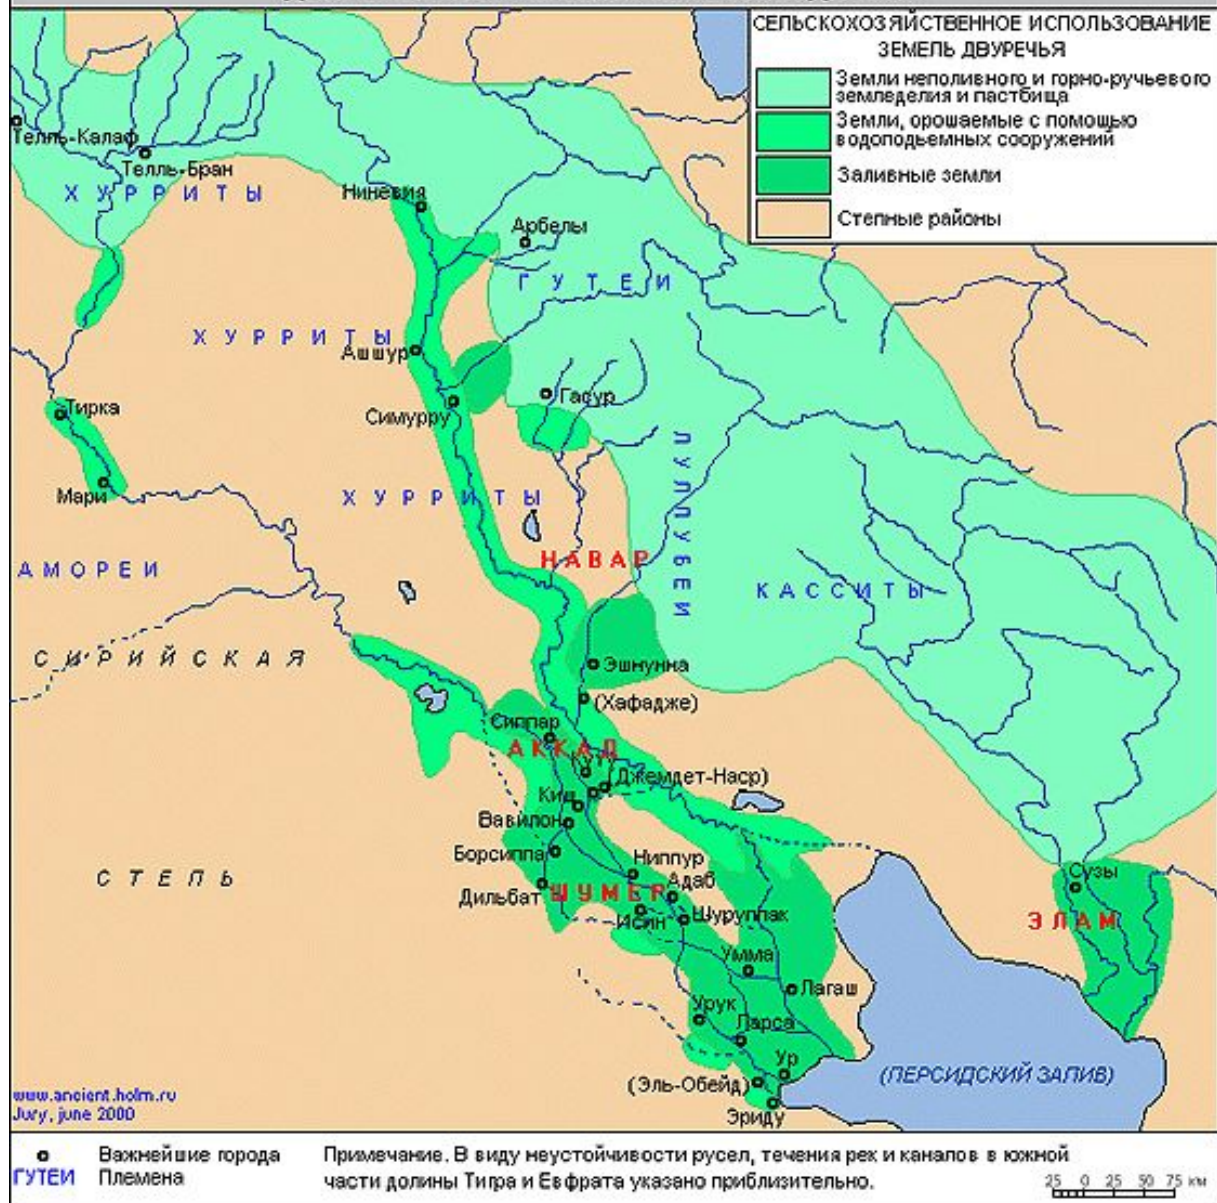 СЕЛЬСКОХОЗЯЙСТВЕННОЕ ИСПОЛЬЗОВАНИЕ
ЗЕМЕЛЬ ДВУРЕЧЬЯ
Земли неполивного и горно-ручьевого
земледелия и пастбища
Земли, орошаемые с помощью
водоподьемных сооружений
Заливные земли
Степные районы
Телль-Калаф
Телль-Бран
ХУРРИТЫ
Ниневия
Арбелы
ГУТЕИ
ХУРРИТЫ
Ашшур
Гасур
Тирка
Симурру
ЛУЛЛУБЕИ
Мари
ХУРРИТЫ
НАВАР
АМОРЕИ
КАССИТЫ
СИРИЙСКАЯ
Эшнунна
(Хафадже)
Сиппар
АККАД
(Джемдет-Наср)
Киш
Вавилон
Борсиппа
Ниппур
Сузы
СТЕПЬ
Адаб
Дильбат
ШУМЕР
Исин
Шуруппак
ЭЛАМ
Умма
Лагаш
Урук
Ларса
Ур
(ПЕРСИДСКИЙ ЗАЛИВ)
(Эль-Обейд)
Эриду
www.ancient.holm.ru
Jury, june 2000
Важнейшие города
ГУТЕИ Племена
Примечание. В виду неустойчивости русел, течения рек и каналов в южной
части долины Тигра и Евфрата указано приблизительно.
25 0 25 50 75 км